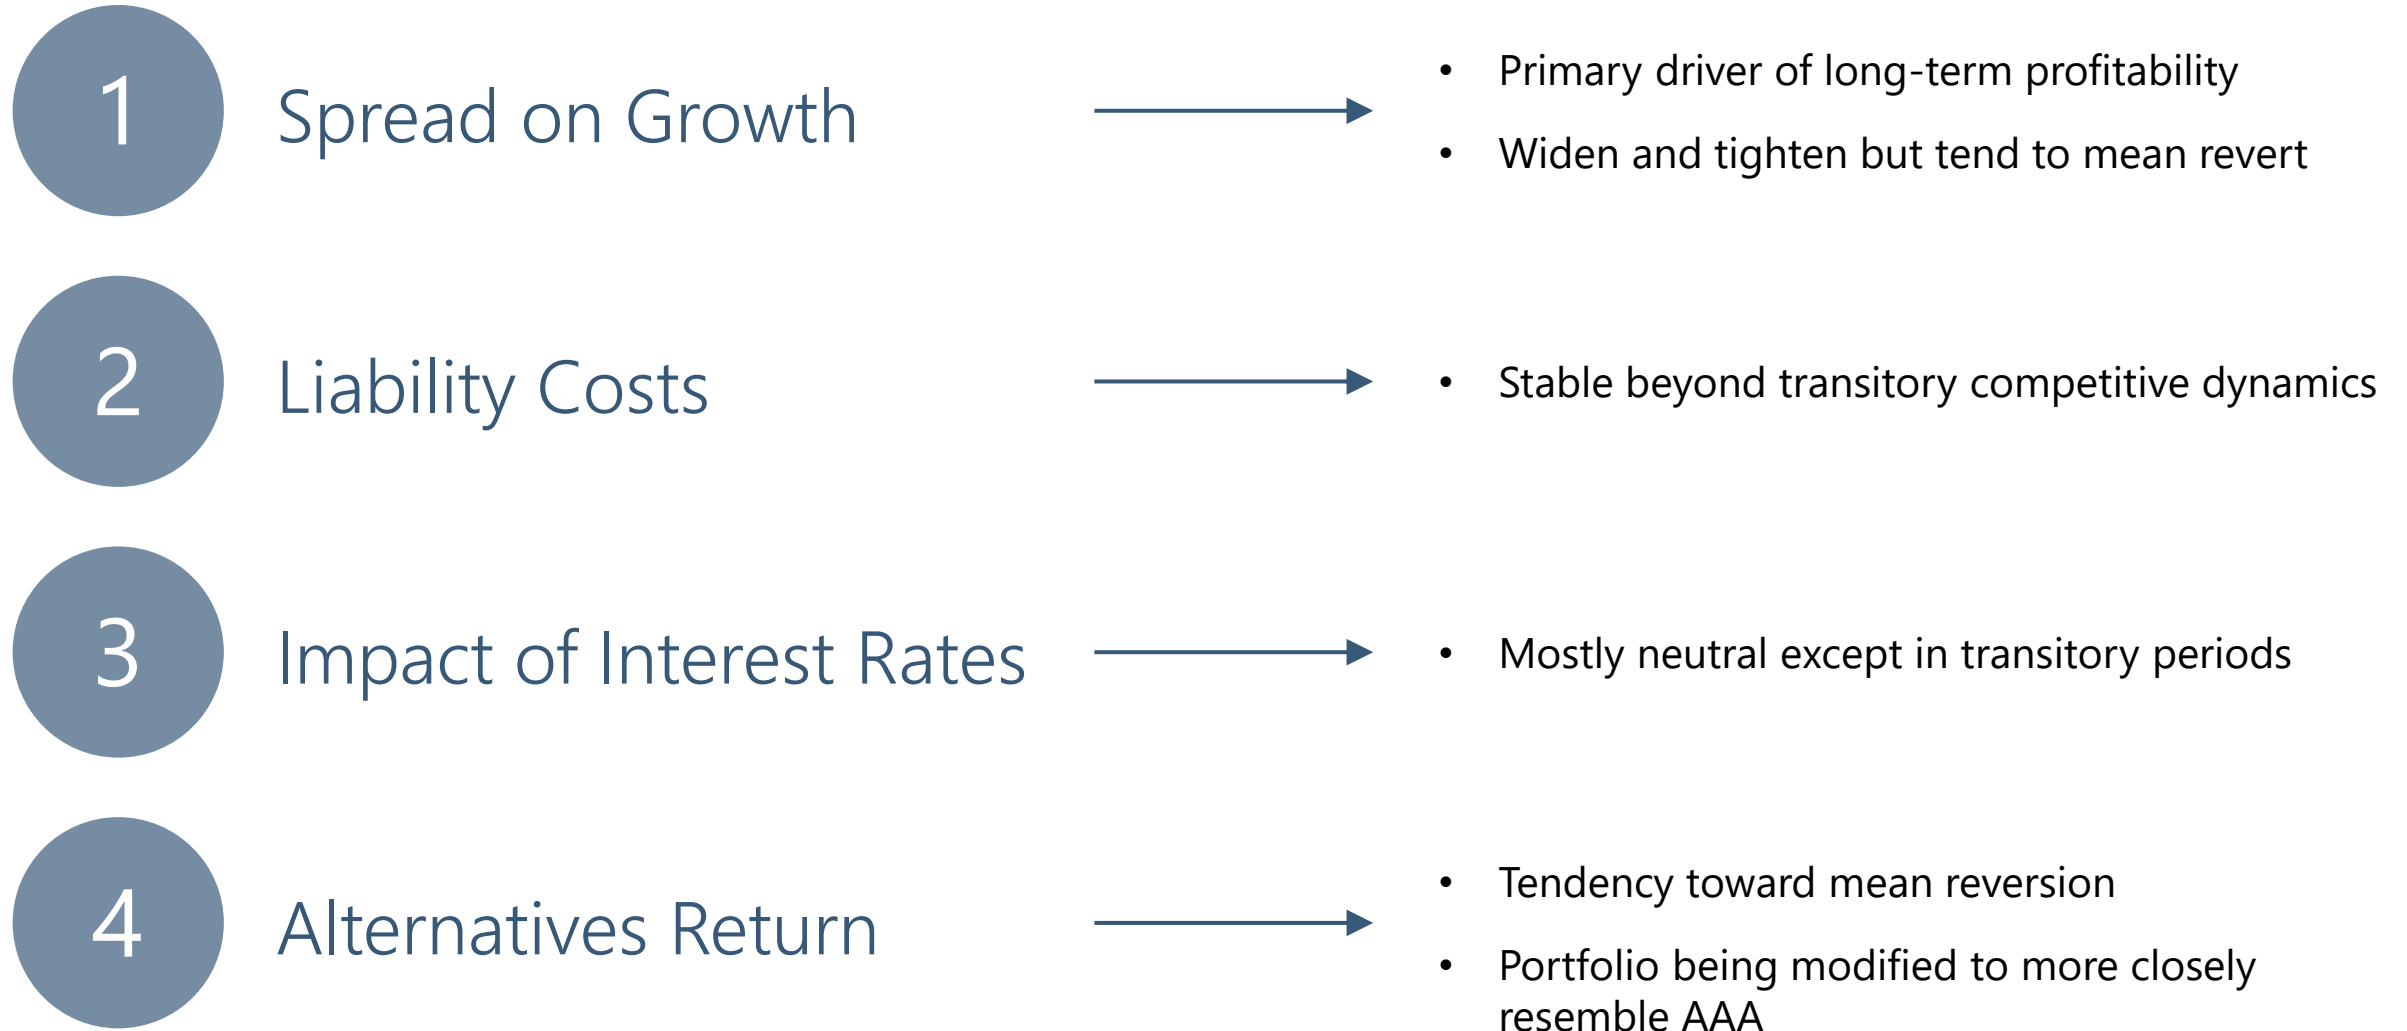 1
Spread on Growth
• Primary driver of long-term profitability
• Widen and tighten but tend to mean revert
2
Liability Costs
• Stable beyond transitory competitive dynamics
3
Impact of Interest Rates
• Mostly neutral except in transitory periods
4
Alternatives Return
• Tendency toward mean reversion
• Portfolio being modified to more closely
resemble AAA